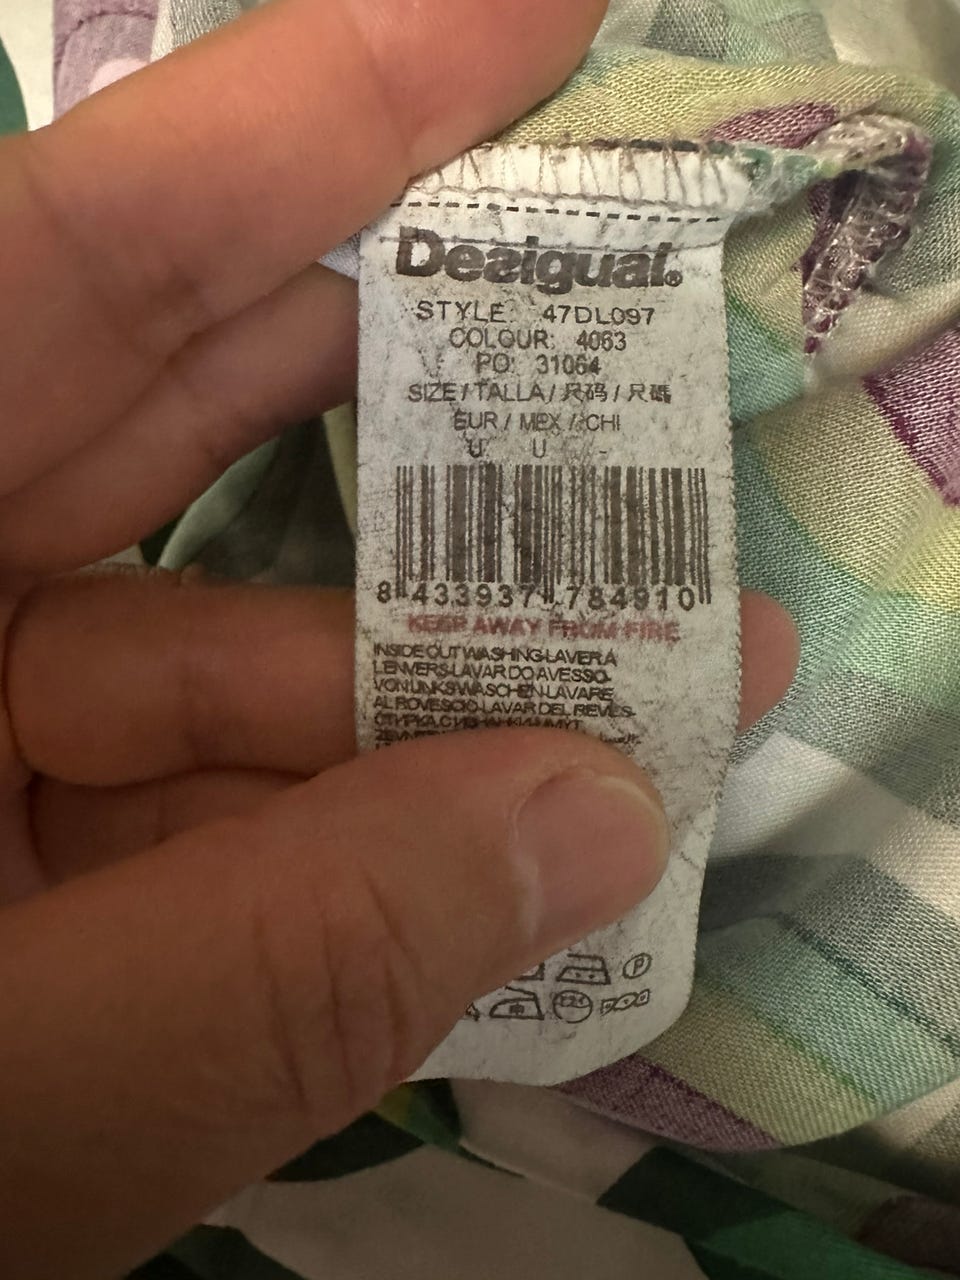 Desigual®
STYLE: 47DL097
COLOUR: 4063
PO: 31064
SIZE / TALLA / 尺码 / 尺碼
EUR / MEX / CHI
U U -
8 433937 784910
KEEP AWAY FROM FIRE
INSIDE OUT WASHING-LAVER A
L'ENVERS-LAVAR DO AVESSO-
VON LINKS WASCHEN-LAVARE
AL ROVESCIO-LAVAR DEL REVES-
P